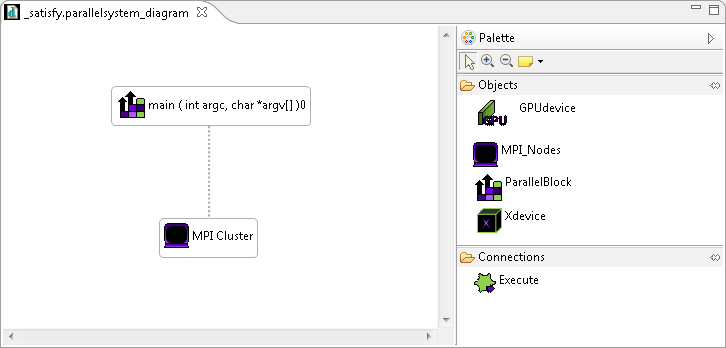 _satisfy.parallelsystem_diagram
Palette
main ( int argc, char *argv[] )0
MPI Cluster
Objects
GPU
GPUdevice
MPI_Nodes
ParallelBlock
X
Xdevice
Connections
Execute